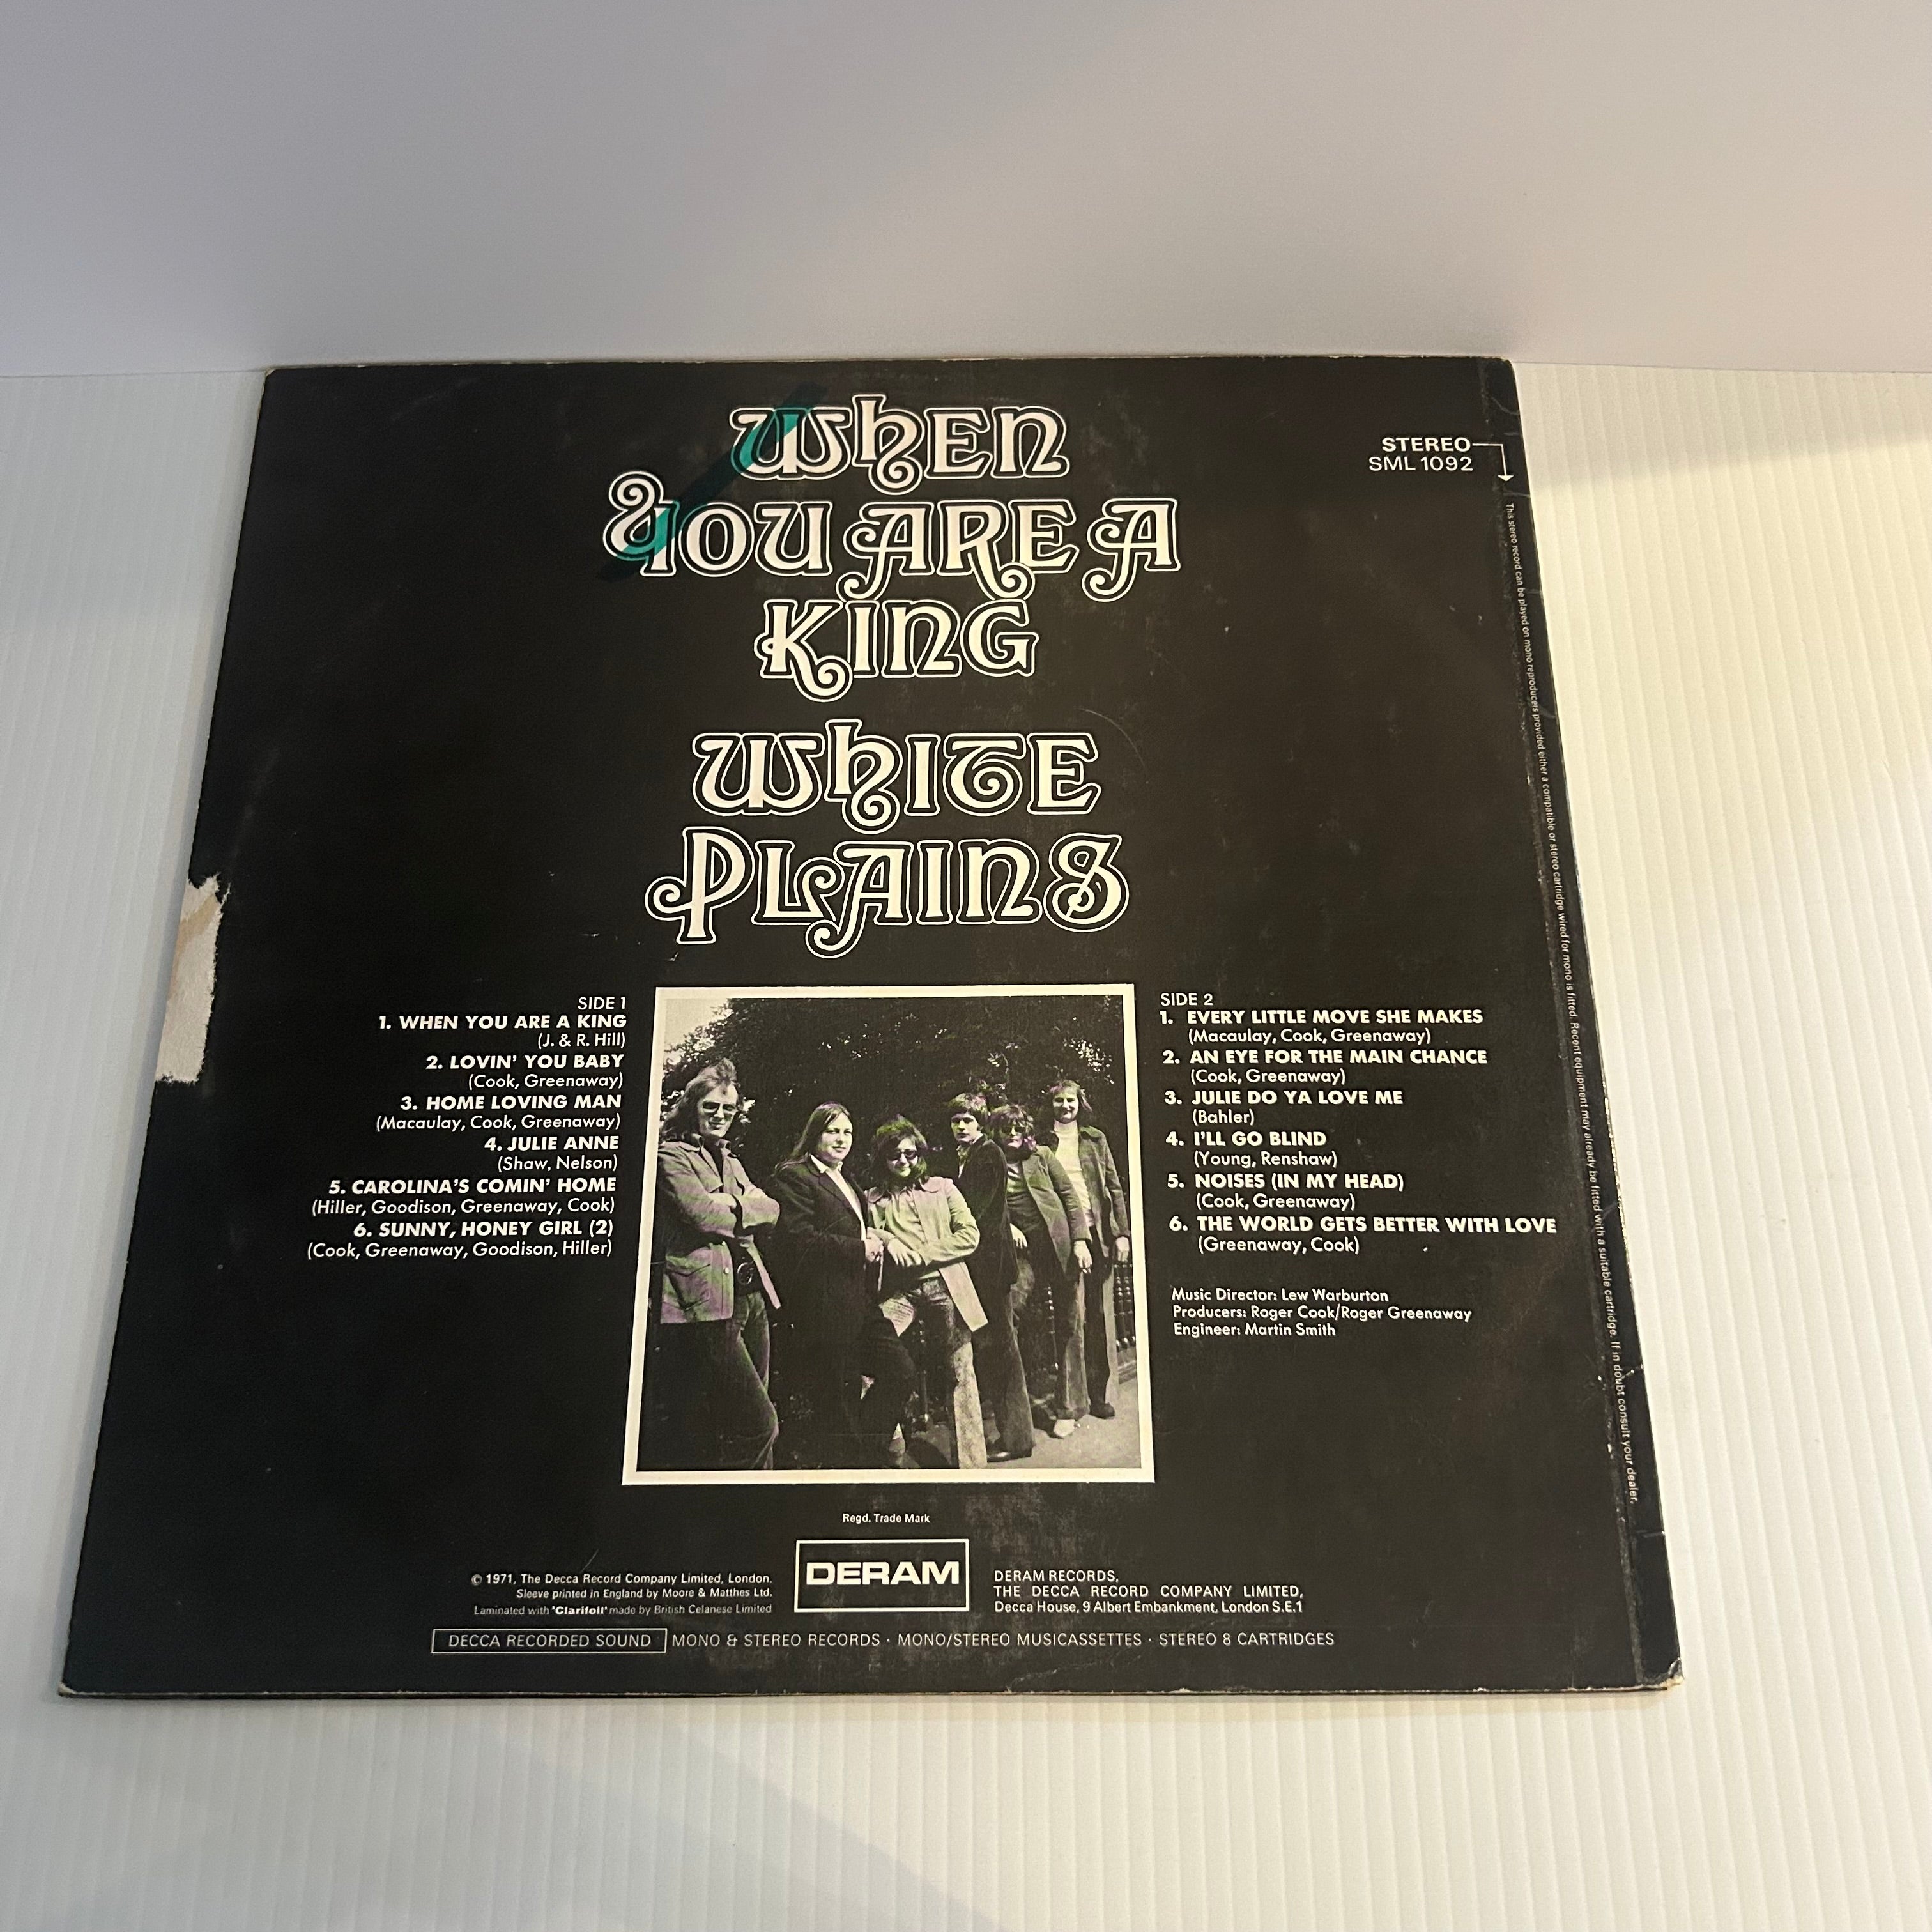 WHEN
YOU ARE A
KING
WHITE
PLAINS
STEREO
SML 1092
This stereo record can be played on mono reproducers provided either a compatible or stereo cartridge wired for mono is fitted. Recent equipment may already be fitted with a suitable cartridge. If in doubt consult your dealer.
SIDE 1
1. WHEN YOU ARE A KING
(J. & R. Hill)
2. LOVIN' YOU BABY
(Cook, Greenaway)
3. HOME LOVING MAN
(Macaulay, Cook, Greenaway)
4. JULIE ANNE
(Shaw, Nelson)
5. CAROLINA'S COMIN' HOME
(Hiller, Goodison, Greenaway, Cook)
6. SUNNY, HONEY GIRL (2)
(Cook, Greenaway, Goodison, Hiller)
SIDE 2
1. EVERY LITTLE MOVE SHE MAKES
(Macaulay, Cook, Greenaway)
2. AN EYE FOR THE MAIN CHANCE
(Cook, Greenaway)
3. JULIE DO YA LOVE ME
(Bahler)
4. I'LL GO BLIND
(Young, Renshaw)
5. NOISES (IN MY HEAD)
(Cook, Greenaway)
6. THE WORLD GETS BETTER WITH LOVE
(Greenaway, Cook)
Music Director: Lew Warburton
Producers: Roger Cook/Roger Greenaway
Engineer: Martin Smith
Regd. Trade Mark
© 1971, The Decca Record Company Limited, London.
Sleeve printed in England by Moore & Matthes Ltd.
Laminated with 'Clarifoil' made by British Celanese Limited
DERAM
DERAM RECORDS,
THE DECCA RECORD COMPANY LIMITED,
Decca House, 9 Albert Embankment, London S.E.1
DECCA RECORDED SOUND MONO & STEREO RECORDS · MONO/STEREO MUSICASSETTES · STEREO 8 CARTRIDGES